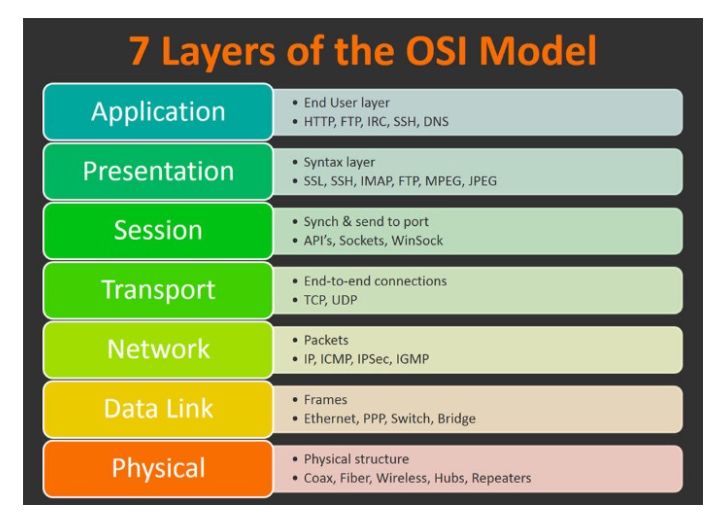 7 Layers of the OSI Model
Application
• End User layer
• HTTP, FTP, IRC, SSH, DNS
Presentation
• Syntax layer
• SSL, SSH, IMAP, FTP, MPEG, JPEG
Session
• Synch & send to port
• API's, Sockets, WinSock
Transport
• End-to-end connections
• TCP, UDP
Network
• Packets
• IP, ICMP, IPSec, IGMP
Data Link
• Frames
• Ethernet, PPP, Switch, Bridge
Physical
• Physical structure
• Coax, Fiber, Wireless, Hubs, Repeaters